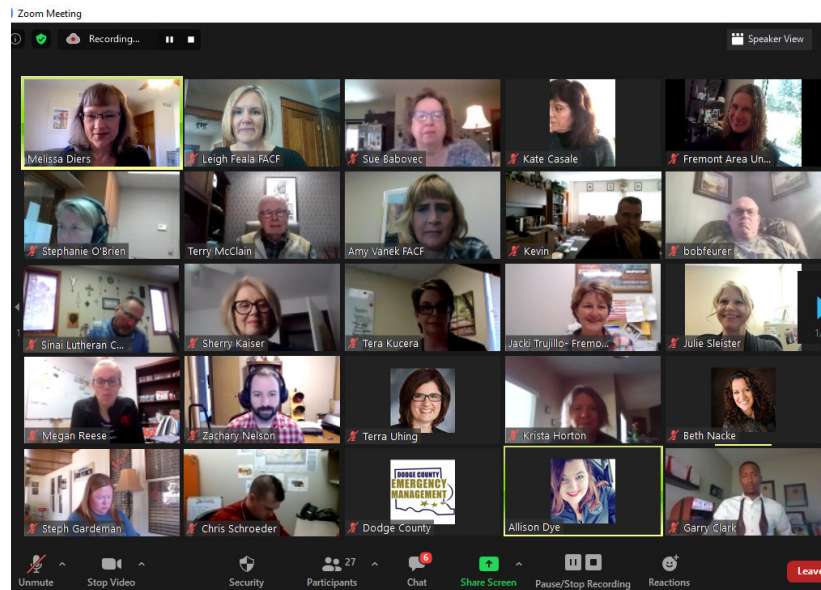 Zoom Meeting
Recording...
Speaker View
Melissa Diers
Leigh Feala FACF
Sue Babovec
Kate Casale
Fremont Area Un...
Stephanie O'Brien
Terry McClain
Amy Vanek FACF
Kevin
bobfeurer
Sinai Lutheran C...
Sherry Kaiser
Tera Kucera
Jacki Trujillo- Fremo...
Julie Sleister
Megan Reese
Zachary Nelson
Terra Uhing
Krista Horton
Beth Nacke
Steph Gardeman
Chris Schroeder
DODGE COUNTY
EMERGENCY
MANAGEMENT
Dodge County
Allison Dye
Garry Clark
Unmute
Stop Video
Security
27
Participants
6
Chat
Share Screen
Pause/Stop Recording
Reactions
Leave